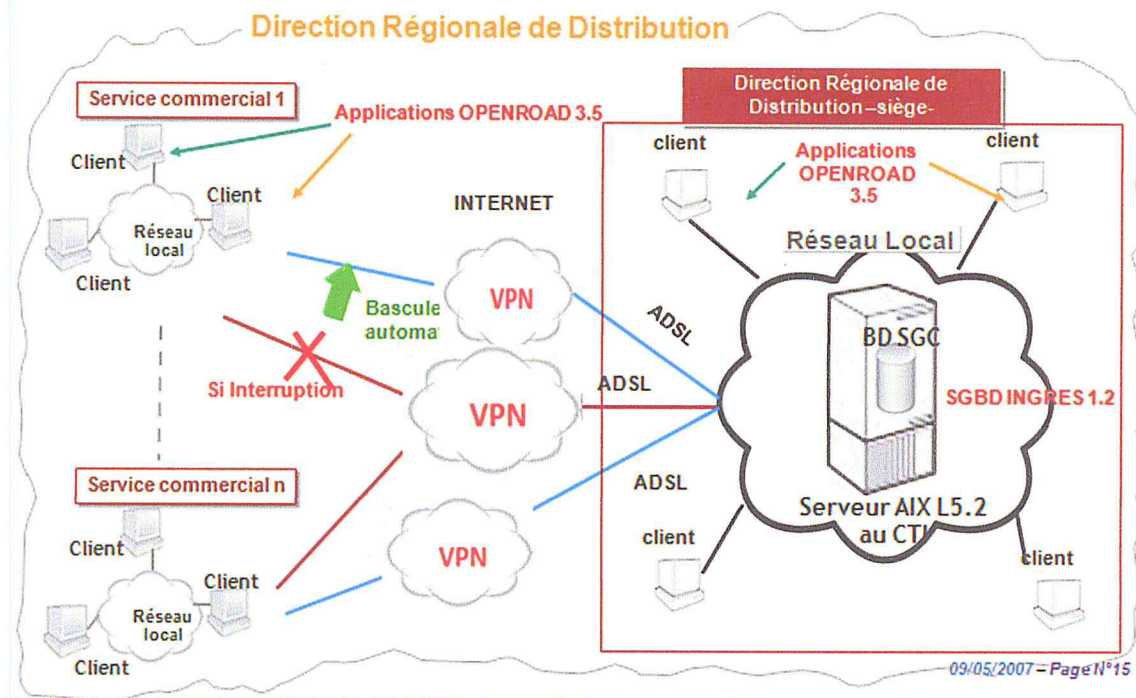 Direction Régionale de Distribution
Service commercial 1
Applications OPENROAD 3.5
Client
Client
Réseau
local
Client
INTERNET
VPN
Bascule
automat
Si Interruption
VPN
ADSL
ADSL
ADSL
VPN
Service commercial n
Client
Client
Réseau
local
Client
Direction Régionale de
Distribution –siège-
client
client
Applications
OPENROAD
3.5
Réseau Local
BD SGC
SGBD INGRES 1.2
Serveur AIX L5.2
au CTI
client
client
09/05/2007 – Page N°15